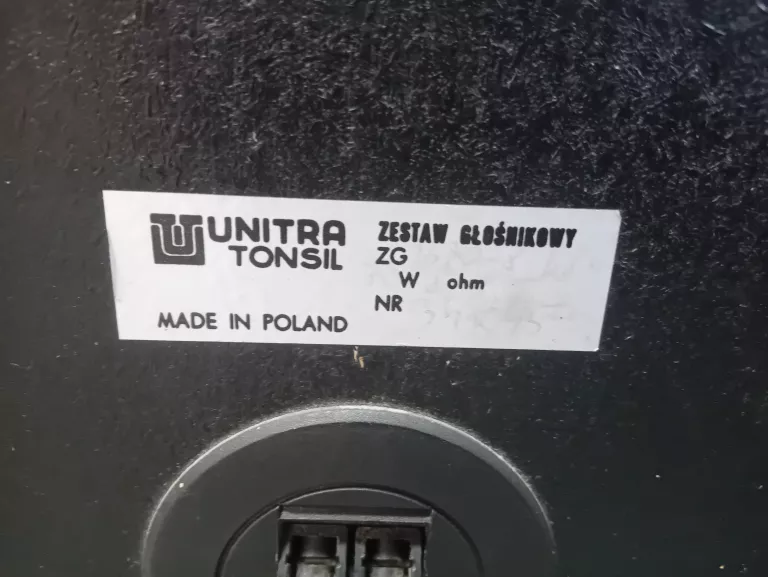 UNITRA
TONSIL
MADE IN POLAND
ZESTAW GŁOŚNIKOWY
ZG
W ohm
NR